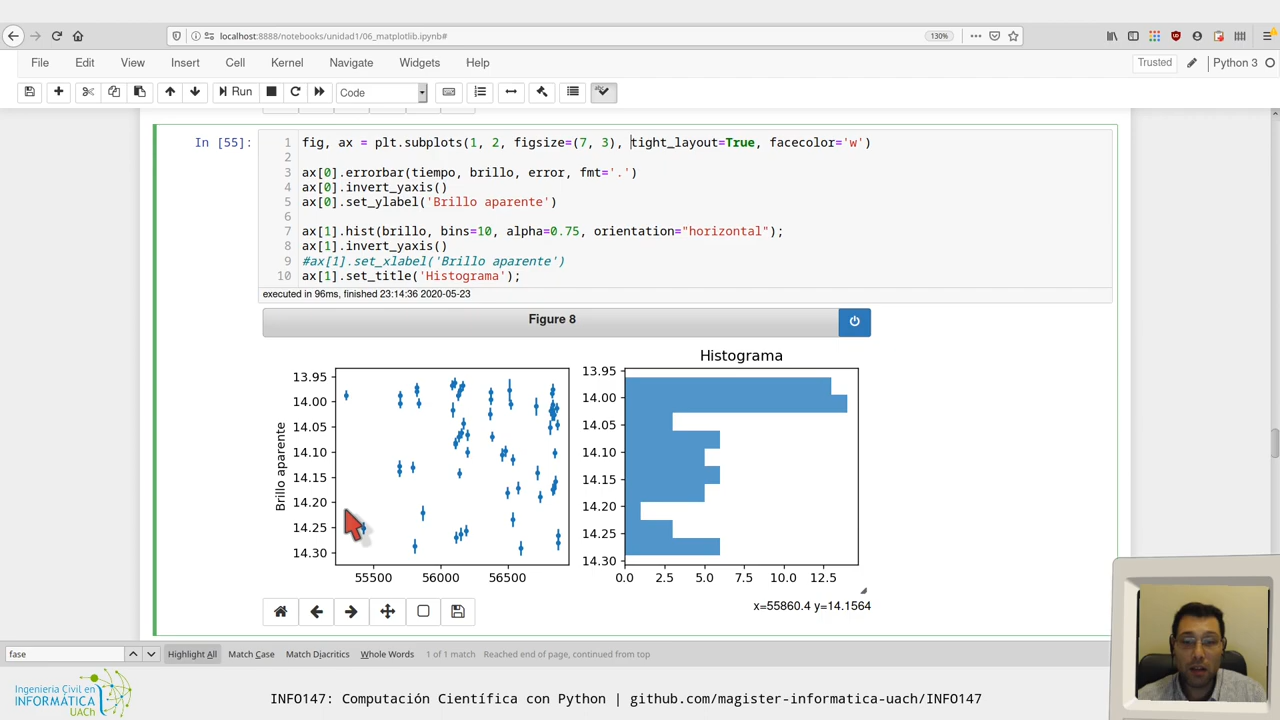 localhost:8888/notebooks/unidad1/06_matplotlib.ipynb#
130%
File Edit View Insert Cell Kernel Navigate Widgets Help
Trusted
Python 3
Run
Code
In [55]:
1 fig, ax = plt.subplots(1, 2, figsize=(7, 3), tight_layout=True, facecolor='w')
2
3 ax[0].errorbar(tiempo, brillo, error, fmt='.')
4 ax[0].invert_yaxis()
5 ax[0].set_ylabel('Brillo aparente')
6
7 ax[1].hist(brillo, bins=10, alpha=0.75, orientation="horizontal");
8 ax[1].invert_yaxis()
9 #ax[1].set_xlabel('Brillo aparente')
10 ax[1].set_title('Histograma');
executed in 96ms, finished 23:14:36 2020-05-23
Figure 8
Brillo aparente
13.95
14.00
14.05
14.10
14.15
14.20
14.25
14.30
55500 56000 56500
Histograma
13.95
14.00
14.05
14.10
14.15
14.20
14.25
14.30
0.0 2.5 5.0 7.5 10.0 12.5
x=55860.4 y=14.1564
fase
Highlight All Match Case Match Diacritics Whole Words 1 of 1 match Reached end of page, continued from top
Ingeniería Civil en
INFORMÁTICA
UACh
INFO147: Computación Científica con Python | github.com/magister-informatica-uach/INFO147